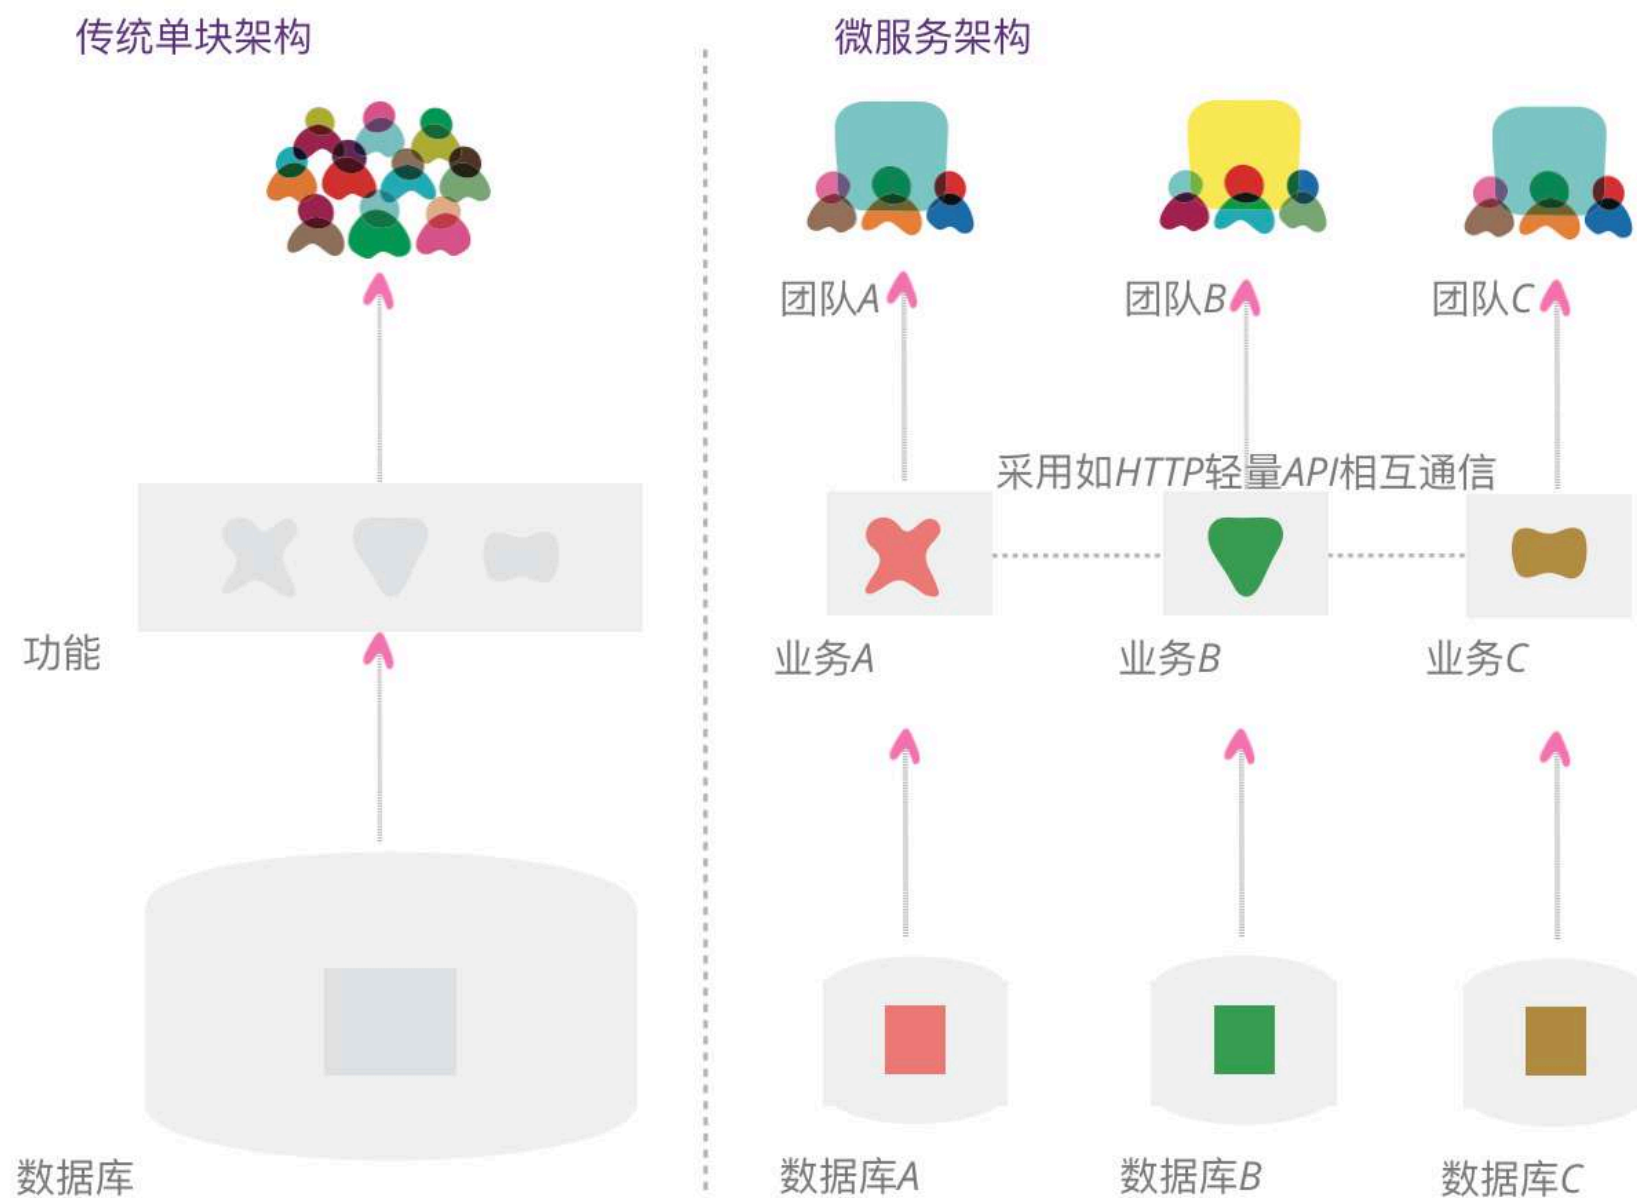 传统单块架构
微服务架构
团队A
团队B
团队C
采用如HTTP轻量API相互通信
功能
业务A
业务B
业务C
数据库
数据库A
数据库B
数据库C